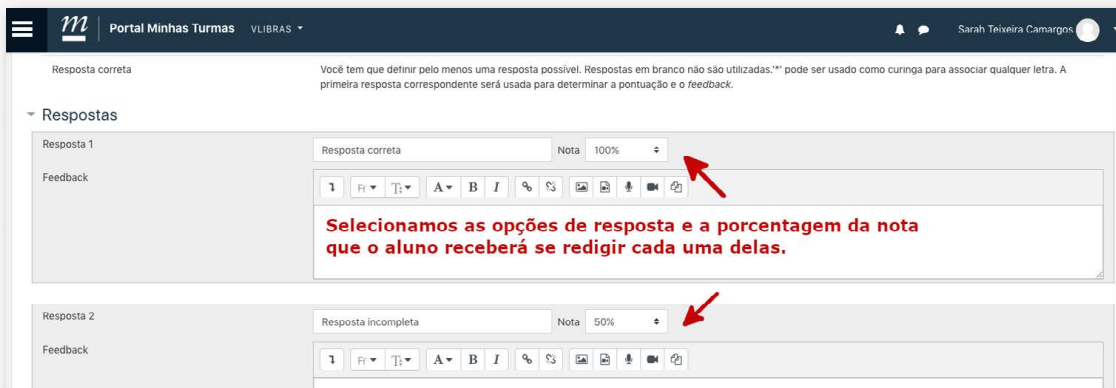 m Portal Minhas Turmas VLIBRAS Sarah Teixeira Camargos
Resposta correta
Você tem que definir pelo menos uma resposta possível. Respostas em branco não são utilizadas.'*' pode ser usado como curinga para associar qualquer letra. A
primeira resposta correspondente será usada para determinar a pontuação e o feedback.
Respostas
Resposta 1 Resposta correta Nota 100%
Feedback
Ff T A B I
Selecionamos as opções de resposta e a porcentagem da nota
que o aluno receberá se redigir cada uma delas.
Resposta 2 Resposta incompleta Nota 50%
Feedback
Ff T A B I